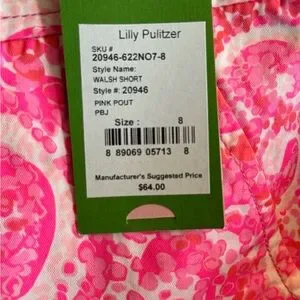 Lilly Pulitzer
SKU #
20946-622NO7-8
Style Name:
WALSH SHORT
Style #: 20946
PINK POUT
PBJ
Size : 8
8 89069 05713 8
Manufacturer's Suggested Price
$64.00